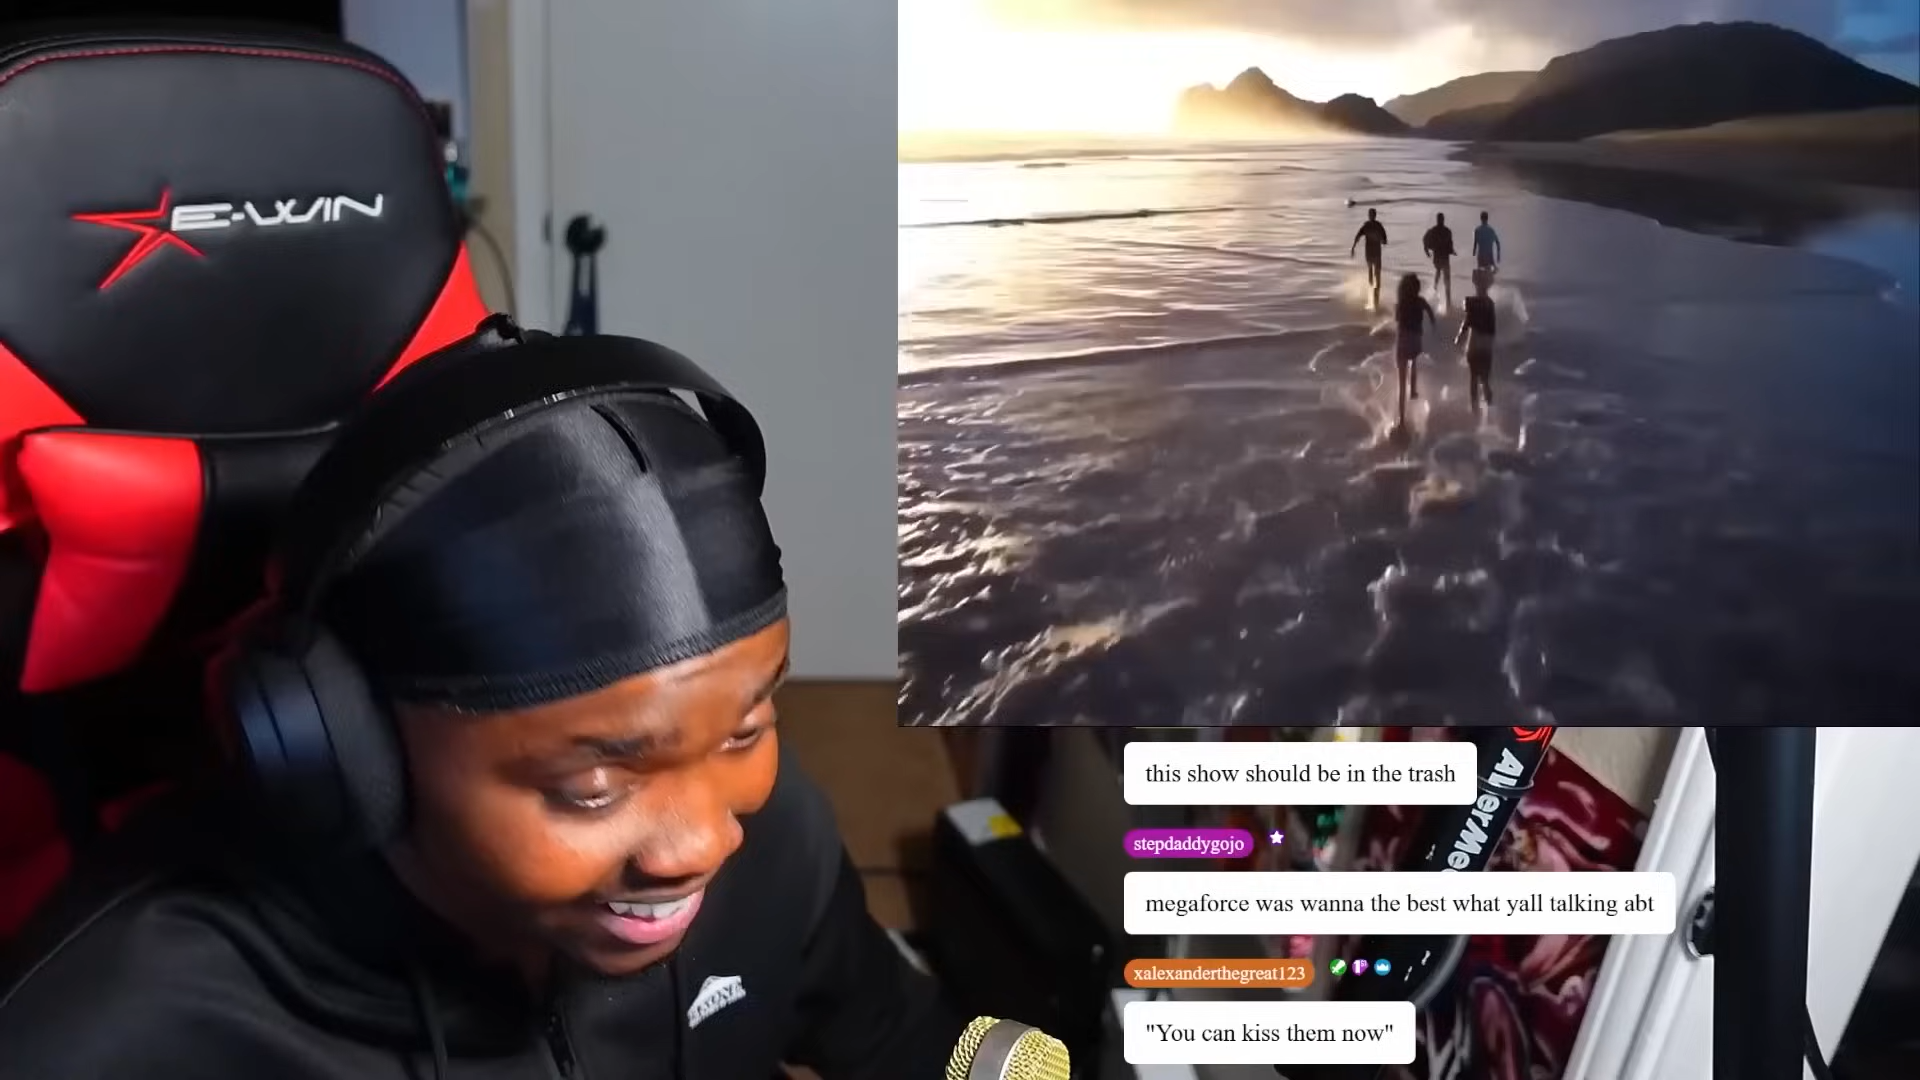 E-WIN
this show should be in the trash
stepdaddygojo
megaforce was wanna the best what yall talking abt
xalexanderthegreat123
"You can kiss them now"